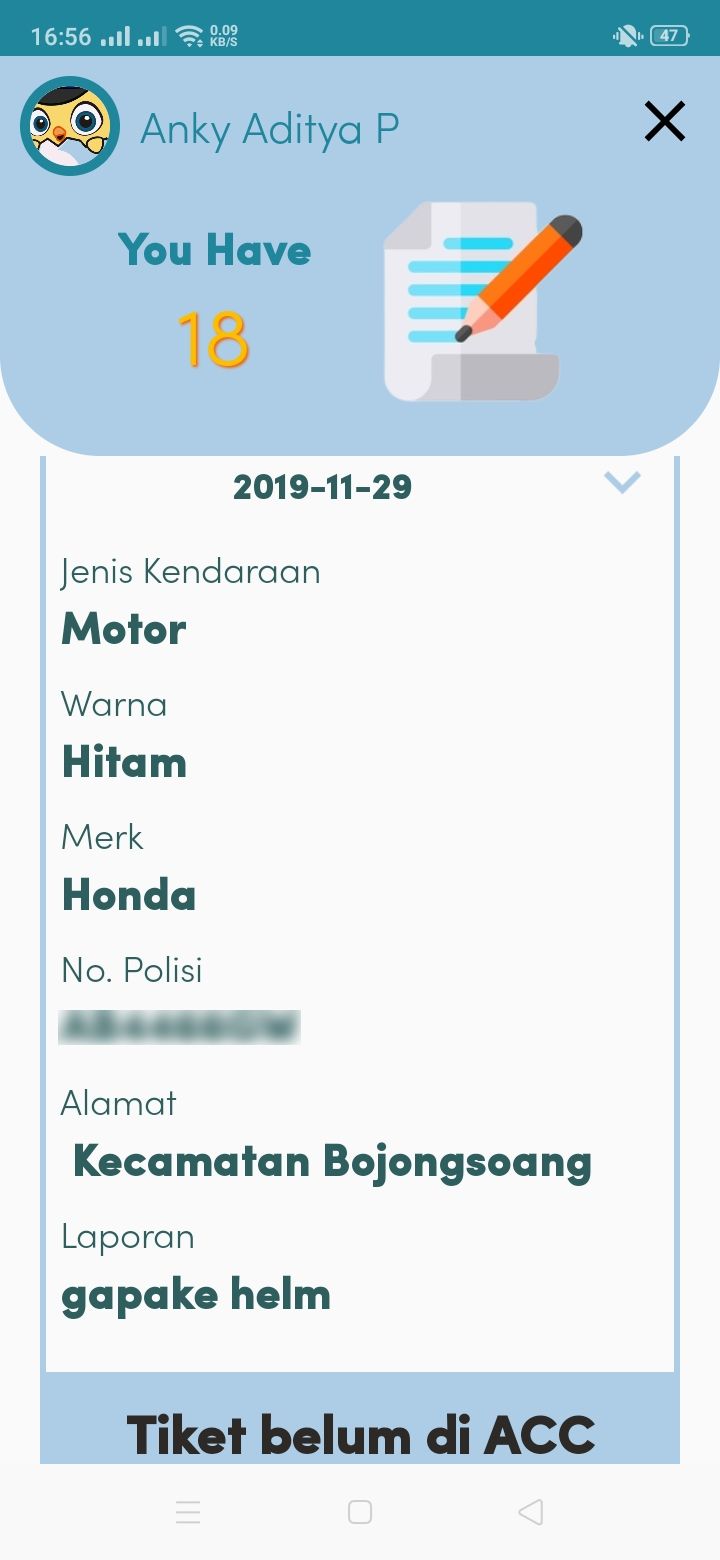 16:56 0.09 KB/S 47
Anky Aditya P
You Have
18
2019-11-29
Jenis Kendaraan
Motor
Warna
Hitam
Merk
Honda
No. Polisi
Alamat
Kecamatan Bojongsoang
Laporan
gapake helm
Tiket belum di ACC